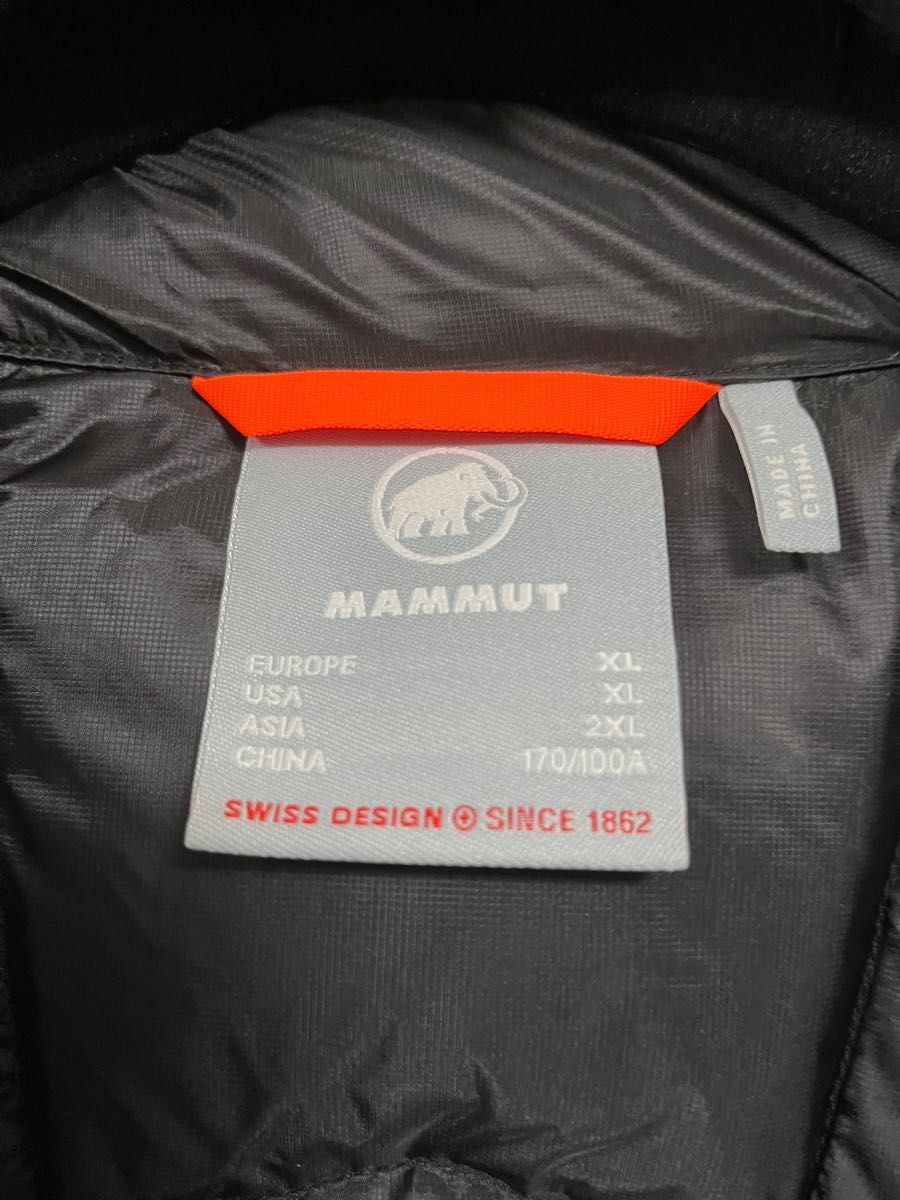 MAMMUT
EUROPE XL
USA XL
ASIA 2XL
CHINA 170/100A
SWISS DESIGN SINCE 1862
MADE IN
CHINA